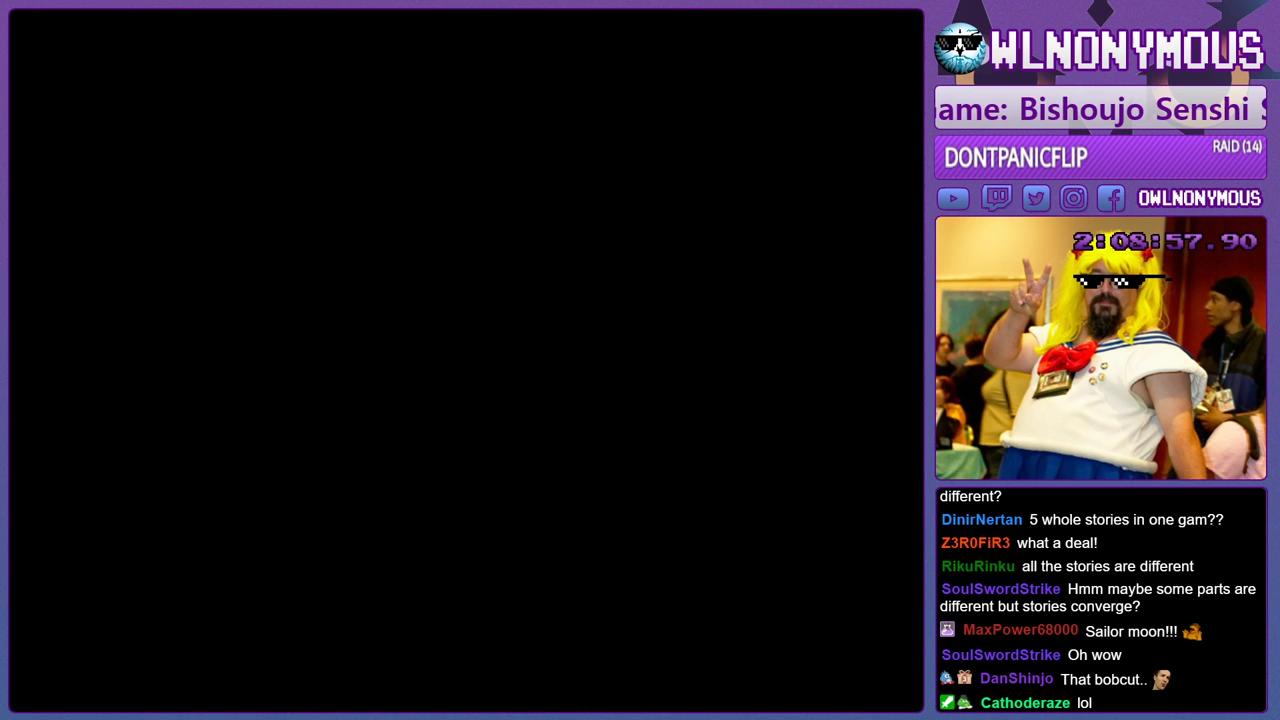 WLNONYMOUS
ame: Bishoujo Senshi S
DONTPANICFLIP
RAID (14)
OWLNONYMOUS
2:08:57.90
different?
DinirNertan 5 whole stories in one gam??
Z3R0FiR3 what a deal!
RikuRinku all the stories are different
SoulSwordStrike Hmm maybe some parts are
different but stories converge?
MaxPower68000 Sailor moon!!!
SoulSwordStrike Oh wow
DanShinjo That bobcut..
Cathoderaze lol